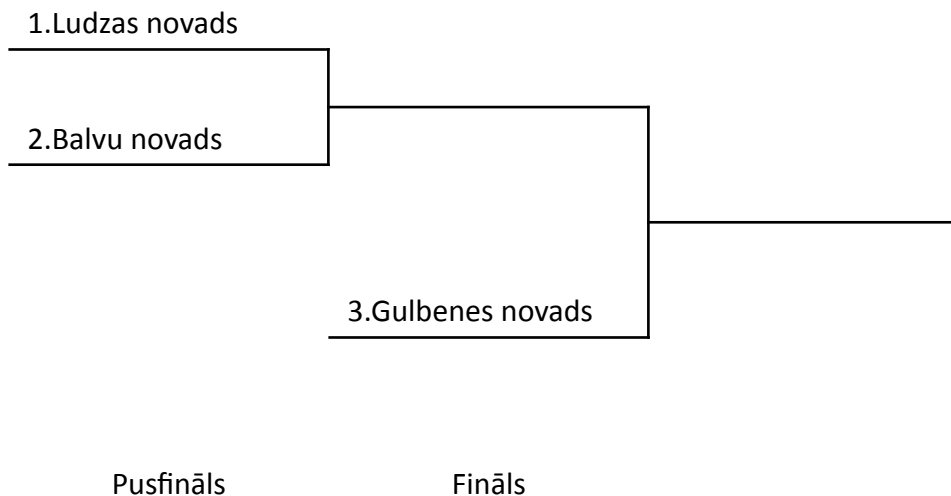 1.Ludzas novads
2.Balvu novads
3.Gulbenes novads
Pusfināls
Fināls